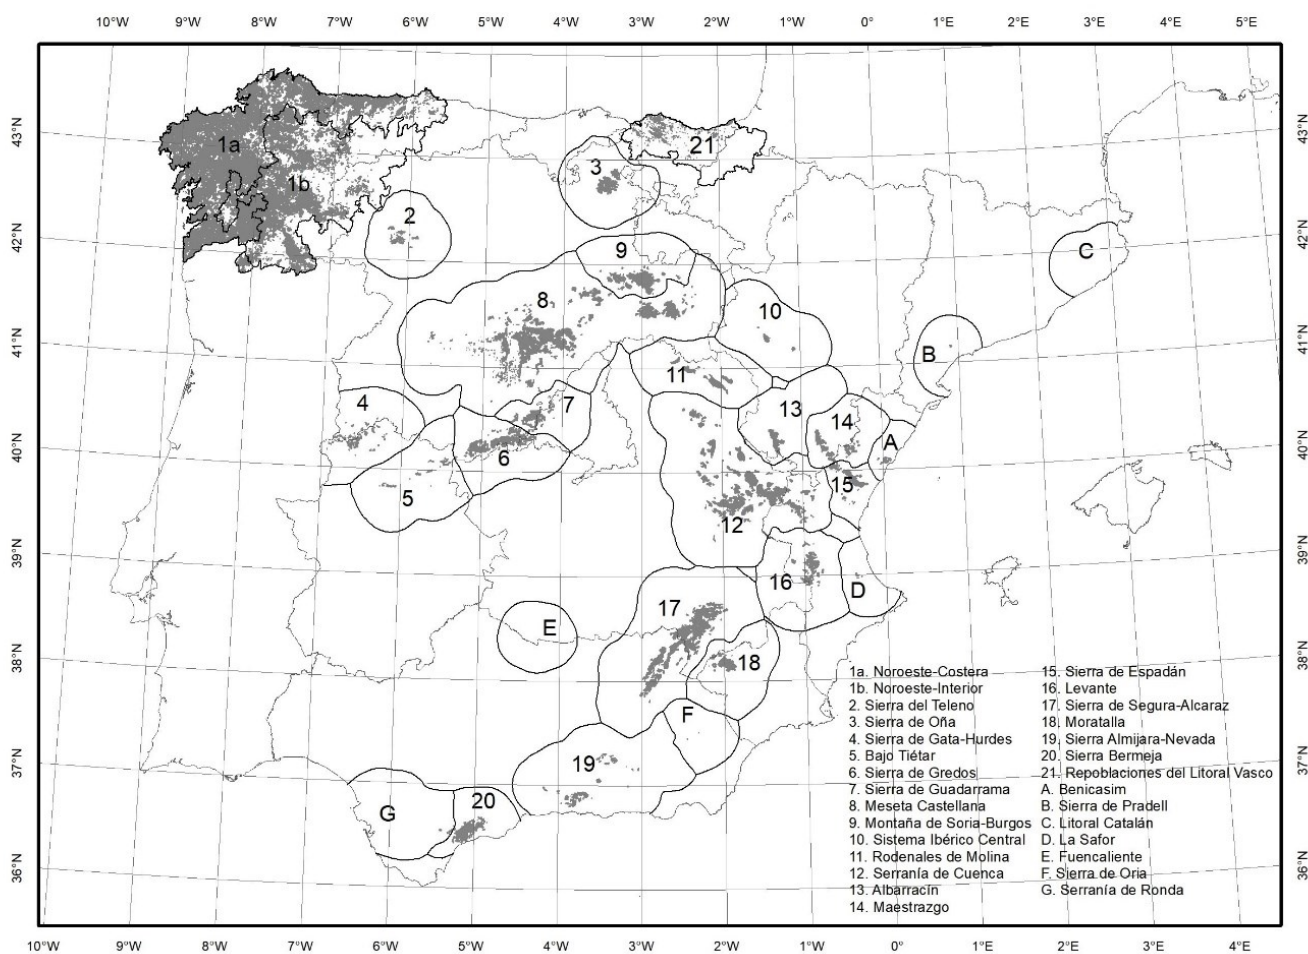 10°W 9°W 8°W 7°W 6°W 5°W 4°W 3°W 2°W 1°W 0° 1°E 2°E 3°E 4°E 5°E
43°N 43°N
42°N 42°N
41°N 41°N
40°N 40°N
39°N 39°N
38°N 38°N
37°N 37°N
36°N 36°N
1a
1b
21
3
2
9
C
8
10
B
11
4
7
13
14
A
6
5
15
12
16
D
17
E
18
F
19
20
G
1a. Noroeste-Costera
1b. Noroeste-Interior
2. Sierra del Teleno
3. Sierra de Oña
4. Sierra de Gata-Hurdes
5. Bajo Tiétar
6. Sierra de Gredos
7. Sierra de Guadarrama
8. Meseta Castellana
9. Montaña de Soria-Burgos
10. Sistema Ibérico Central
11. Rodenales de Molina
12. Serranía de Cuenca
13. Albarracín
14. Maestrazgo
15. Sierra de Espadán
16. Levante
17. Sierra de Segura-Alcaraz
18. Moratalla
19. Sierra Almijara-Nevada
20. Sierra Bermeja
21. Repoblaciones del Litoral Vasco
A. Benicasim
B. Sierra de Pradell
C. Litoral Catalán
D. La Safor
E. Fuencaliente
F. Sierra de Oria
G. Serranía de Ronda
10°W 9°W 8°W 7°W 6°W 5°W 4°W 3°W 2°W 1°W 0° 1°E 2°E 3°E 4°E